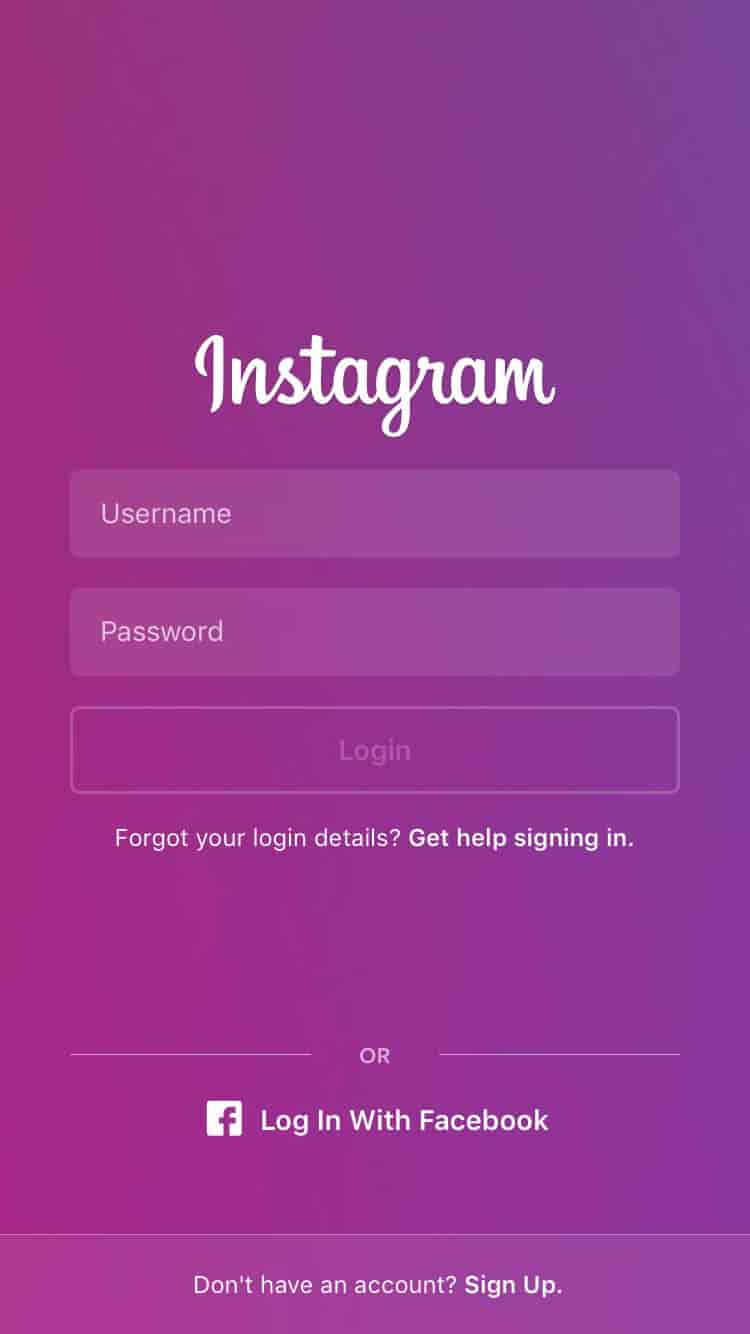 Instagram
Username
Password
Login
Forgot your login details? Get help signing in.
OR
Log In With Facebook
Don't have an account? Sign Up.